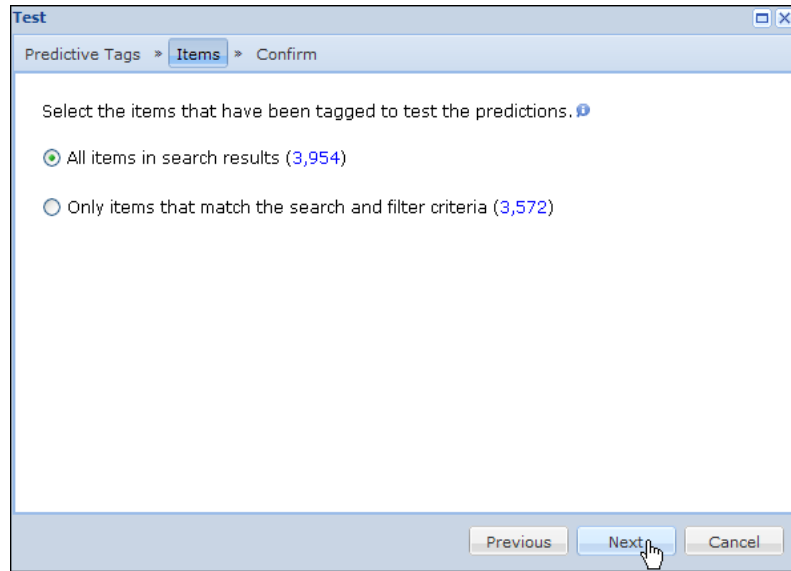 Test
Predictive Tags » Items » Confirm
Select the items that have been tagged to test the predictions.
All items in search results (3,954)
Only items that match the search and filter criteria (3,572)
Previous Next Cancel